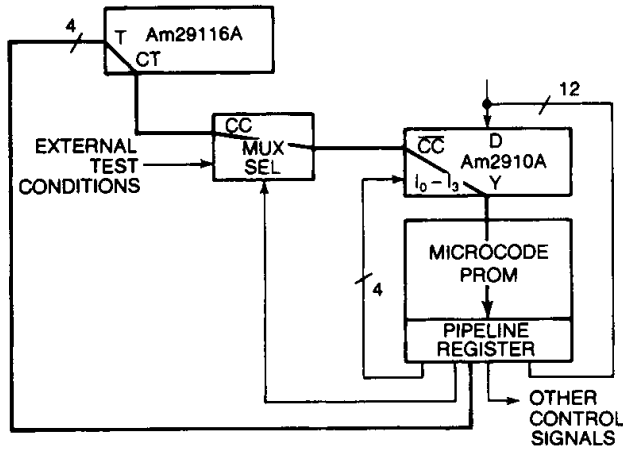 4
T Am29116A
CT
12
CC
EXTERNAL
TEST
CONDITIONS
MUX
SEL
CC
D
Am2910A
I0 – I3
Y
MICROCODE
PROM
4
PIPELINE
REGISTER
OTHER
CONTROL
SIGNALS